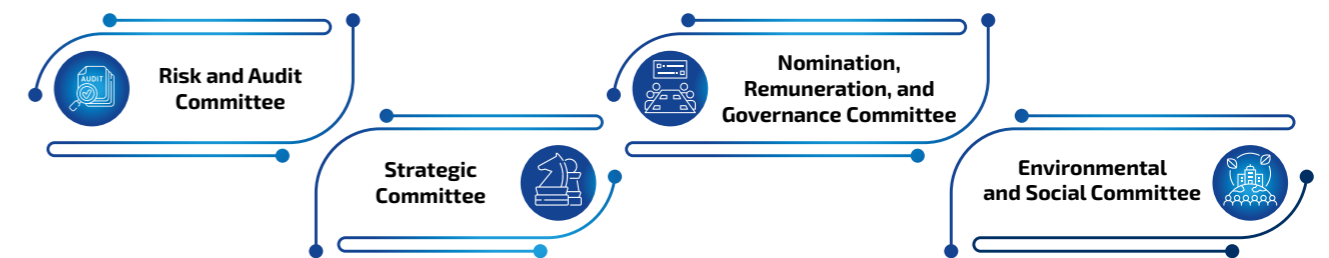 AUDIT
Risk and Audit
Committee
Strategic
Committee
Nomination,
Remuneration, and
Governance Committee
Environmental
and Social Committee